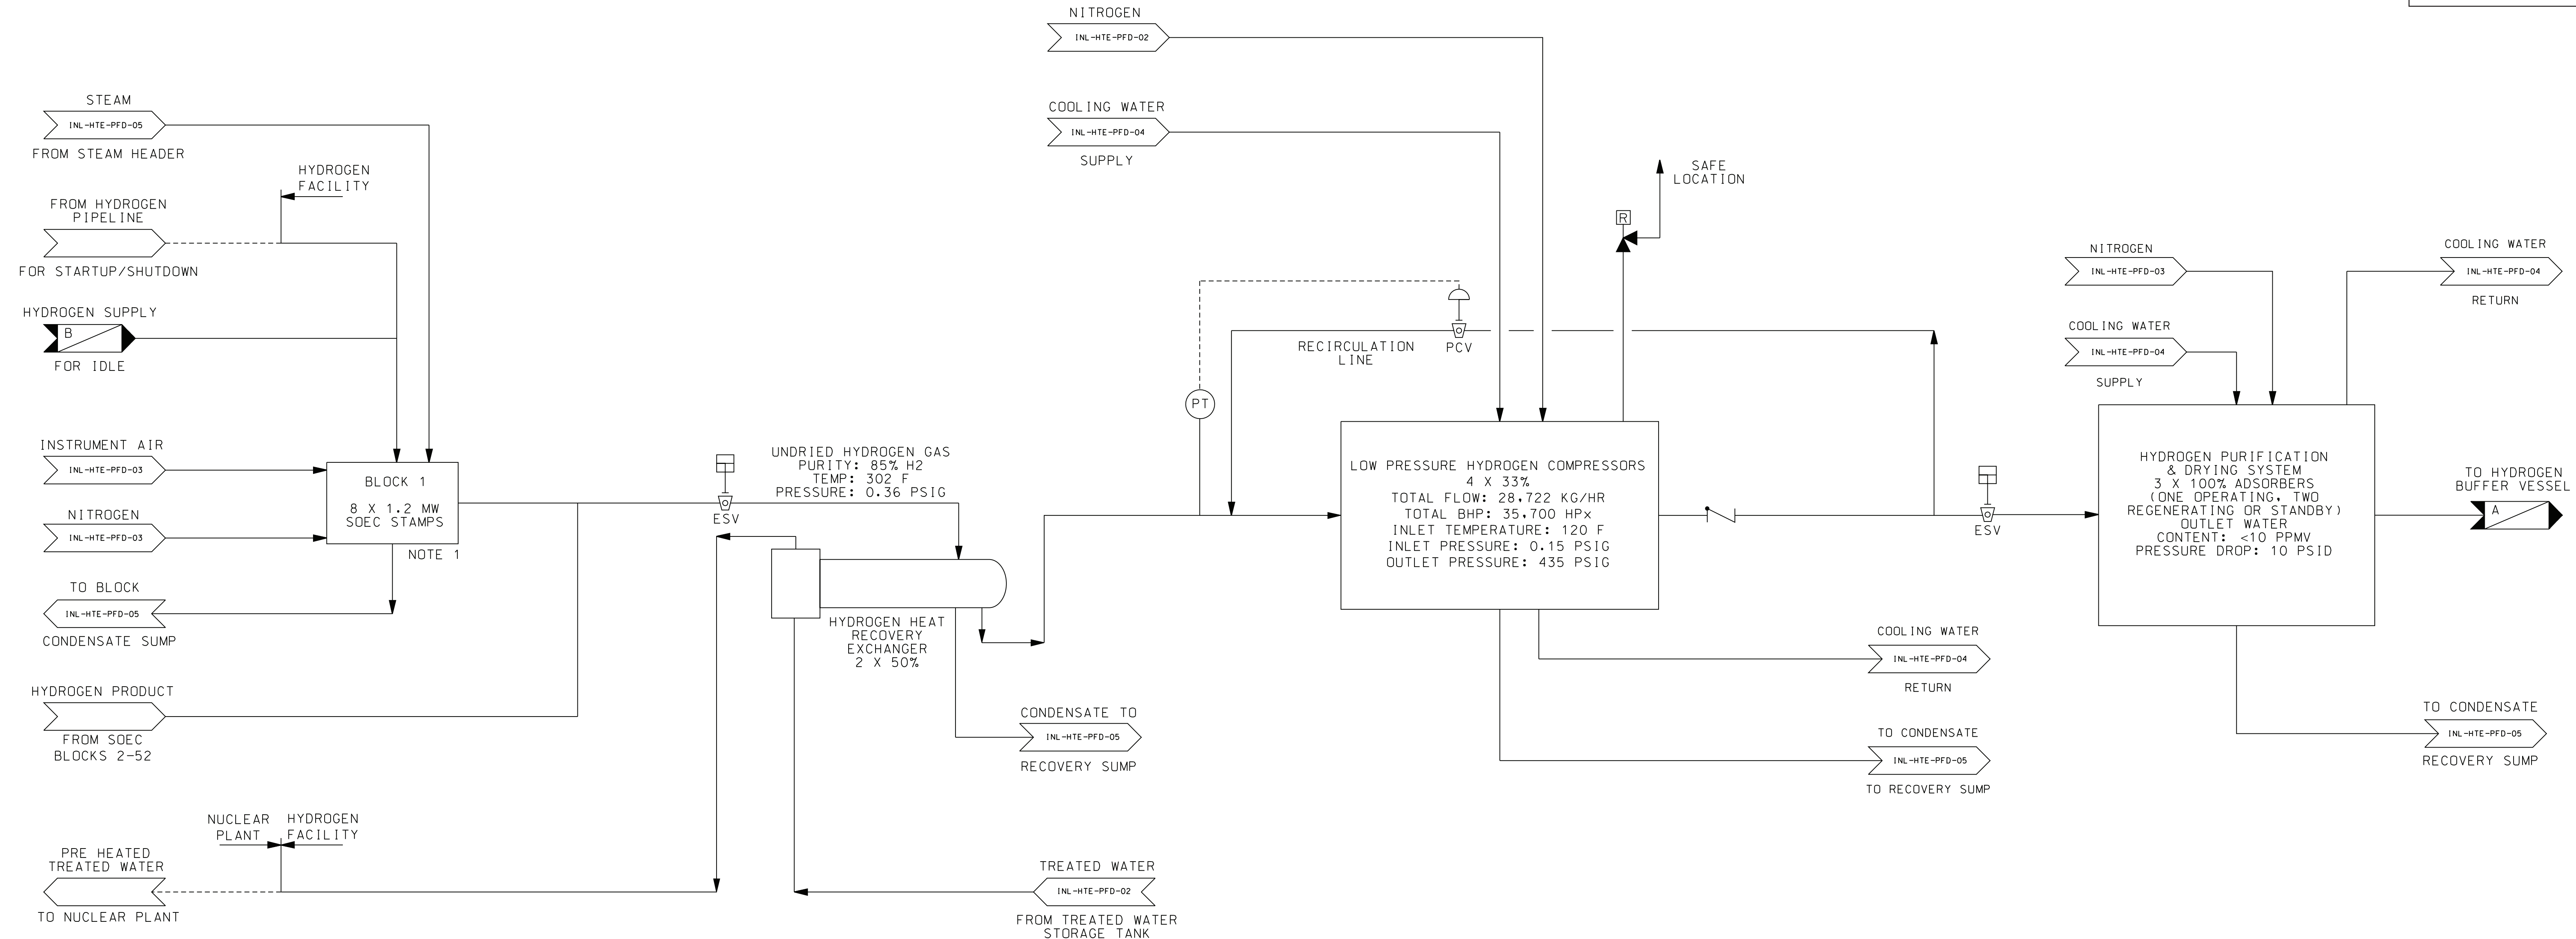 NITROGEN
INL-HTE-PFD-02
STEAM
INL-HTE-PFD-05
FROM STEAM HEADER
COOLING WATER
INL-HTE-PFD-04
SUPPLY
HYDROGEN
FACILITY
FROM HYDROGEN
PIPELINE
FOR STARTUP/SHUTDOWN
SAFE
LOCATION
R
HYDROGEN SUPPLY
B
FOR IDLE
RECIRCULATION
LINE
PCV
PT
NITROGEN
INL-HTE-PFD-03
COOLING WATER
INL-HTE-PFD-04
SUPPLY
COOLING WATER
INL-HTE-PFD-04
RETURN
INSTRUMENT AIR
INL-HTE-PFD-03
NITROGEN
INL-HTE-PFD-03
BLOCK 1
8 X 1.2 MW
SOEC STAMPS
NOTE 1
TO BLOCK
INL-HTE-PFD-05
CONDENSATE SUMP
ESV
UNDRIED HYDROGEN GAS
PURITY: 85% H2
TEMP: 302 F
PRESSURE: 0.36 PSIG
HYDROGEN HEAT
RECOVERY
EXCHANGER
2 X 50%
LOW PRESSURE HYDROGEN COMPRESSORS
4 X 33%
TOTAL FLOW: 28,722 KG/HR
TOTAL BHP: 35,700 HPx
INLET TEMPERATURE: 120 F
INLET PRESSURE: 0.15 PSIG
OUTLET PRESSURE: 435 PSIG
ESV
HYDROGEN PURIFICATION
& DRYING SYSTEM
3 X 100% ADSORBERS
(ONE OPERATING, TWO
REGENERATING OR STANDBY)
OUTLET WATER
CONTENT: <10 PPMV
PRESSURE DROP: 10 PSID
TO HYDROGEN
BUFFER VESSEL
A
HYDROGEN PRODUCT
FROM SOEC
BLOCKS 2-52
CONDENSATE TO
INL-HTE-PFD-05
RECOVERY SUMP
COOLING WATER
INL-HTE-PFD-04
RETURN
TO CONDENSATE
INL-HTE-PFD-05
TO RECOVERY SUMP
TO CONDENSATE
INL-HTE-PFD-05
RECOVERY SUMP
NUCLEAR
PLANT
HYDROGEN
FACILITY
PRE HEATED
TREATED WATER
TO NUCLEAR PLANT
TREATED WATER
INL-HTE-PFD-02
FROM TREATED WATER
STORAGE TANK